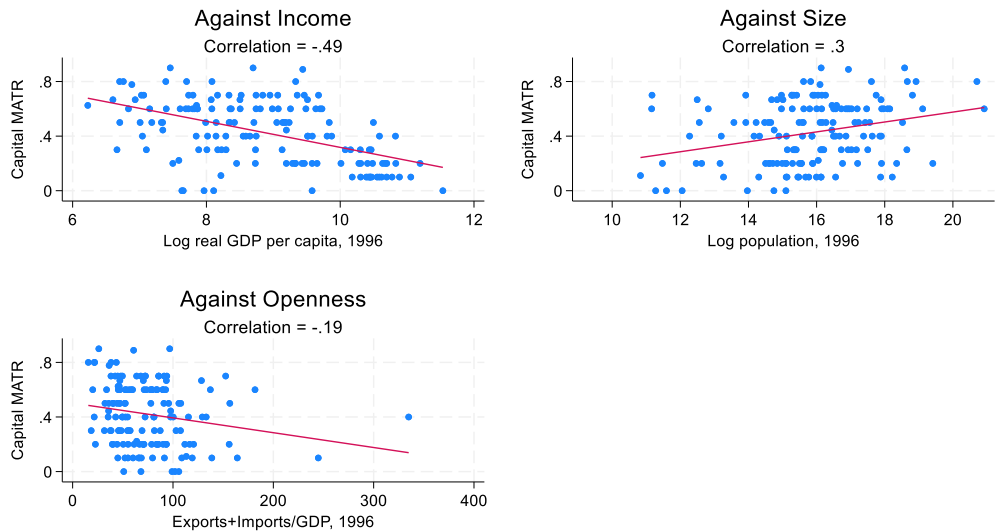 Against Income
Correlation = -.49
Capital MATR
.8
.4
0
6
8
10
12
Log real GDP per capita, 1996
Against Size
Correlation = .3
Capital MATR
.8
.4
0
10
12
14
16
18
20
Log population, 1996
Against Openness
Correlation = -.19
Capital MATR
.8
.4
0
0
100
200
300
400
Exports+Imports/GDP, 1996